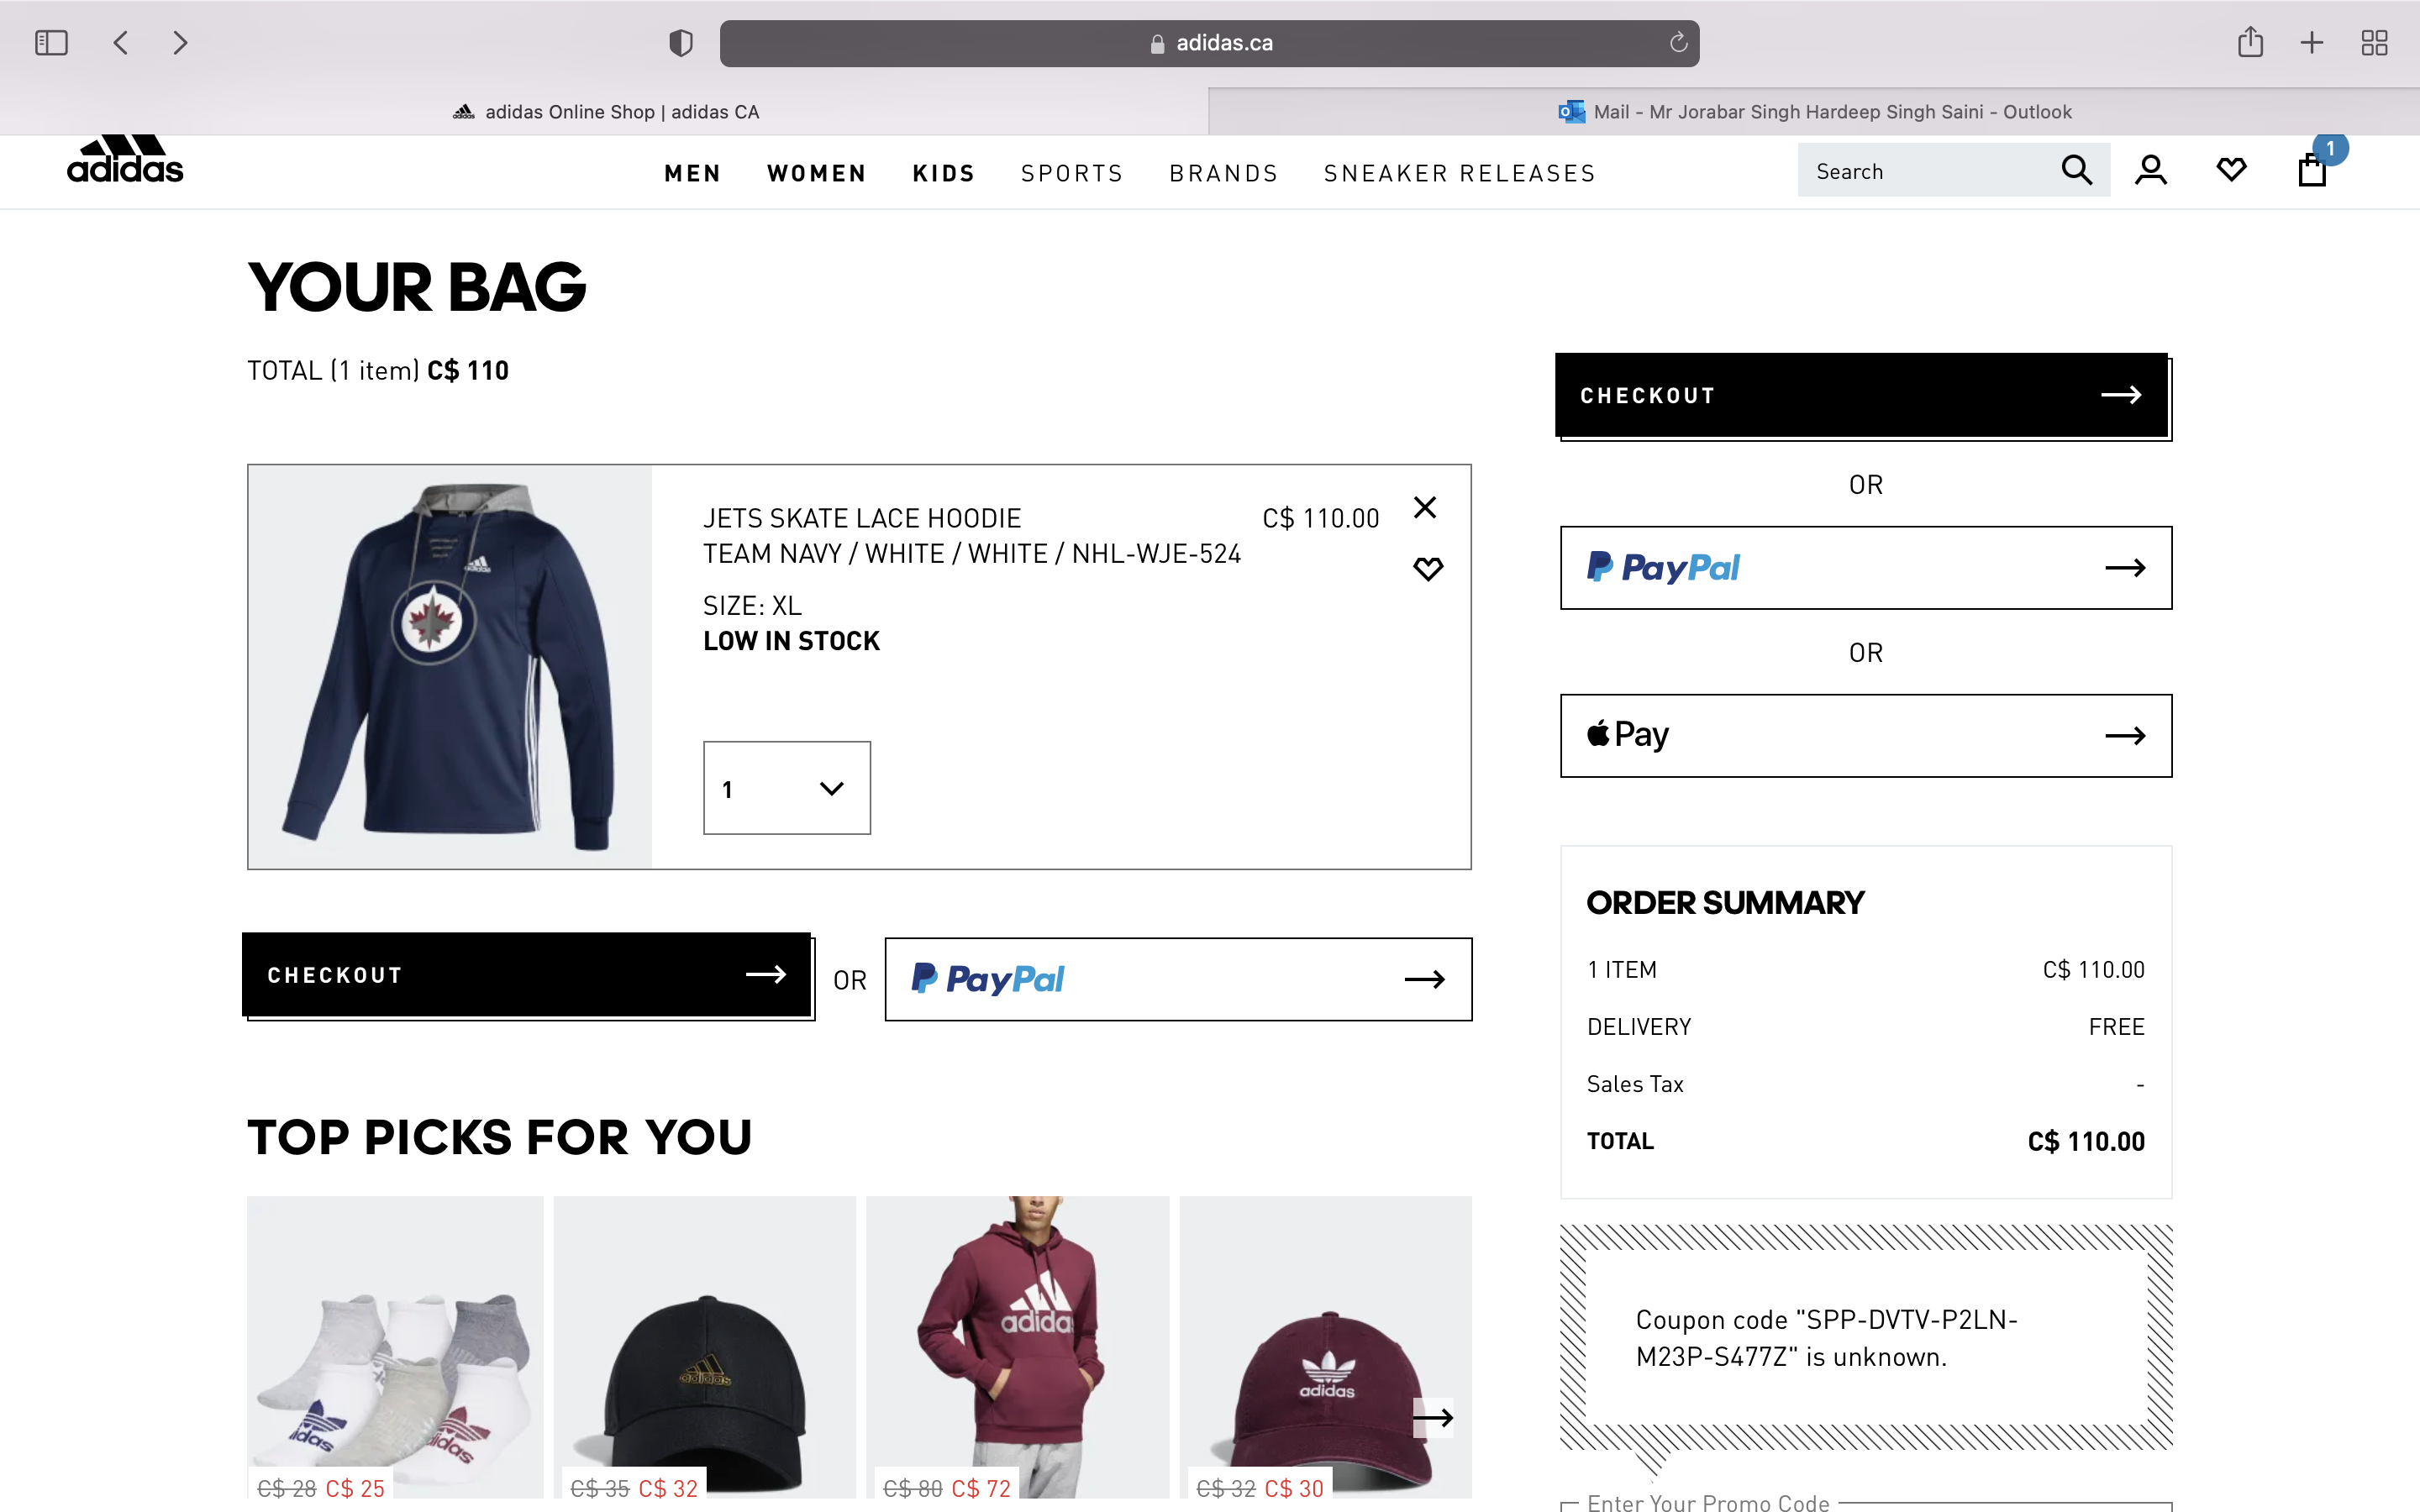 adidas.ca
adidas Online Shop | adidas CA
Mail - Mr Jorabar Singh Hardeep Singh Saini - Outlook
adidas
MEN WOMEN KIDS SPORTS BRANDS SNEAKER RELEASES
Search
1
YOUR BAG
TOTAL (1 item) C$ 110
CHECKOUT
OR
PayPal
OR
Pay
JETS SKATE LACE HOODIE
C$ 110.00
TEAM NAVY / WHITE / WHITE / NHL-WJE-524
SIZE: XL
LOW IN STOCK
1
CHECKOUT
OR
PayPal
ORDER SUMMARY
1 ITEM C$ 110.00
DELIVERY FREE
Sales Tax -
TOTAL C$ 110.00
Coupon code "SPP-DVTV-P2LN-
M23P-S477Z" is unknown.
Enter Your Promo Code
TOP PICKS FOR YOU
adidas
adidas
C$ 28 C$ 25
C$ 35 C$ 32
C$ 80 C$ 72
C$ 32 C$ 30